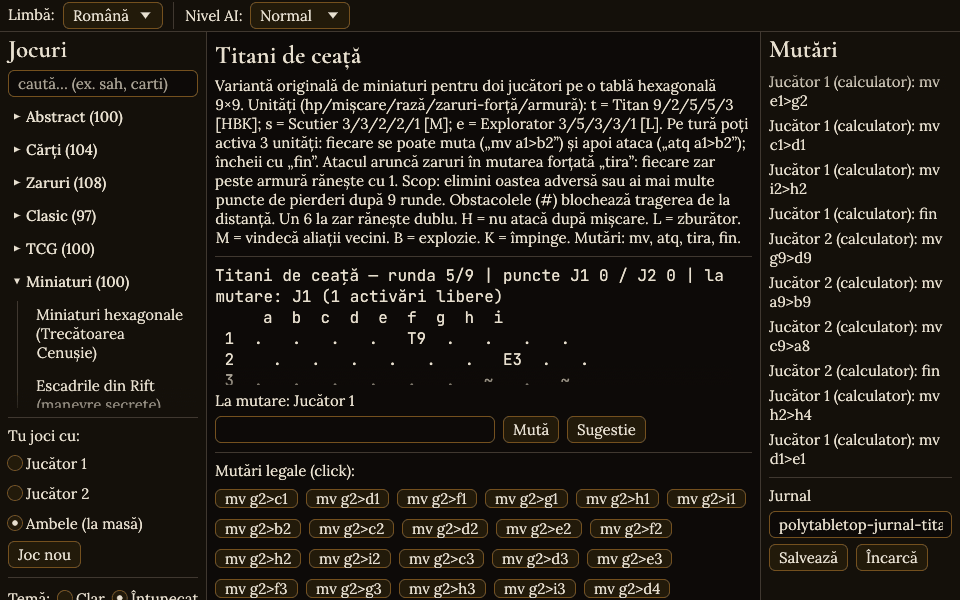 Limbă: Română ▼ Nivel AI: Normal ▼
Jocuri
caută... (ex. sah, carti)
▸ Abstract (100)
▸ Cărți (104)
▸ Zaruri (108)
▸ Clasic (97)
▸ TCG (100)
▾ Miniaturi (100)
Miniaturi hexagonale
(Trecătoarea
Cenușie)
Escadrile din Rift
(manevre secrete)
Tu joci cu:
Jucător 1
Jucător 2
Ambele (la masă)
Joc nou
Temă: Clar Întunecat
Titani de ceață
Variantă originală de miniaturi pentru doi jucători pe o tablă hexagonală
9×9. Unități (hp/mișcare/rază/zaruri-forță/armură): t = Titan 9/2/5/5/3
[HBK]; s = Scutier 3/3/2/2/1 [M]; e = Explorator 3/5/3/3/1 [L]. Pe tură poți
activa 3 unități: fiecare se poate muta („mv a1>b2”) și apoi ataca („atq a1>b2”);
închei cu „fin”. Atacul aruncă zaruri în mutarea forțată „tira”: fiecare zar
peste armură rănește cu 1. Scop: elimini oastea adversă sau ai mai multe
puncte de pierderi după 9 runde. Obstacolele (#) blochează tragerea de la
distanță. Un 6 la zar rănește dublu. H = nu atacă după mișcare. L = zburător.
M = vindecă aliații vecini. B = explozie. K = împinge. Mutări: mv, atq, tira, fin.
Titani de ceață — runda 5/9 | puncte J1 0 / J2 0 | la
mutare: J1 (1 activări libere)
a b c d e f g h i
1 . . . . T9 . . . .
2 . . . . . . E3 . .
3 . . . . . . ~ . ~
La mutare: Jucător 1
Mută Sugestie
Mutări legale (click):
mv g2>c1 mv g2>d1 mv g2>f1 mv g2>g1 mv g2>h1 mv g2>i1
mv g2>b2 mv g2>c2 mv g2>d2 mv g2>e2 mv g2>f2
mv g2>h2 mv g2>i2 mv g2>c3 mv g2>d3 mv g2>e3
mv g2>f3 mv g2>g3 mv g2>h3 mv g2>i3 mv g2>d4
Mutări
Jucător 1 (calculator): mv
e1>g2
Jucător 1 (calculator): mv
c1>d1
Jucător 1 (calculator): mv
i2>h2
Jucător 1 (calculator): fin
Jucător 2 (calculator): mv
g9>d9
Jucător 2 (calculator): mv
a9>b9
Jucător 2 (calculator): mv
c9>a8
Jucător 2 (calculator): fin
Jucător 1 (calculator): mv
h2>h4
Jucător 1 (calculator): mv
d1>e1
Jurnal
polytabletop-jurnal-tita
Salvează Încarcă